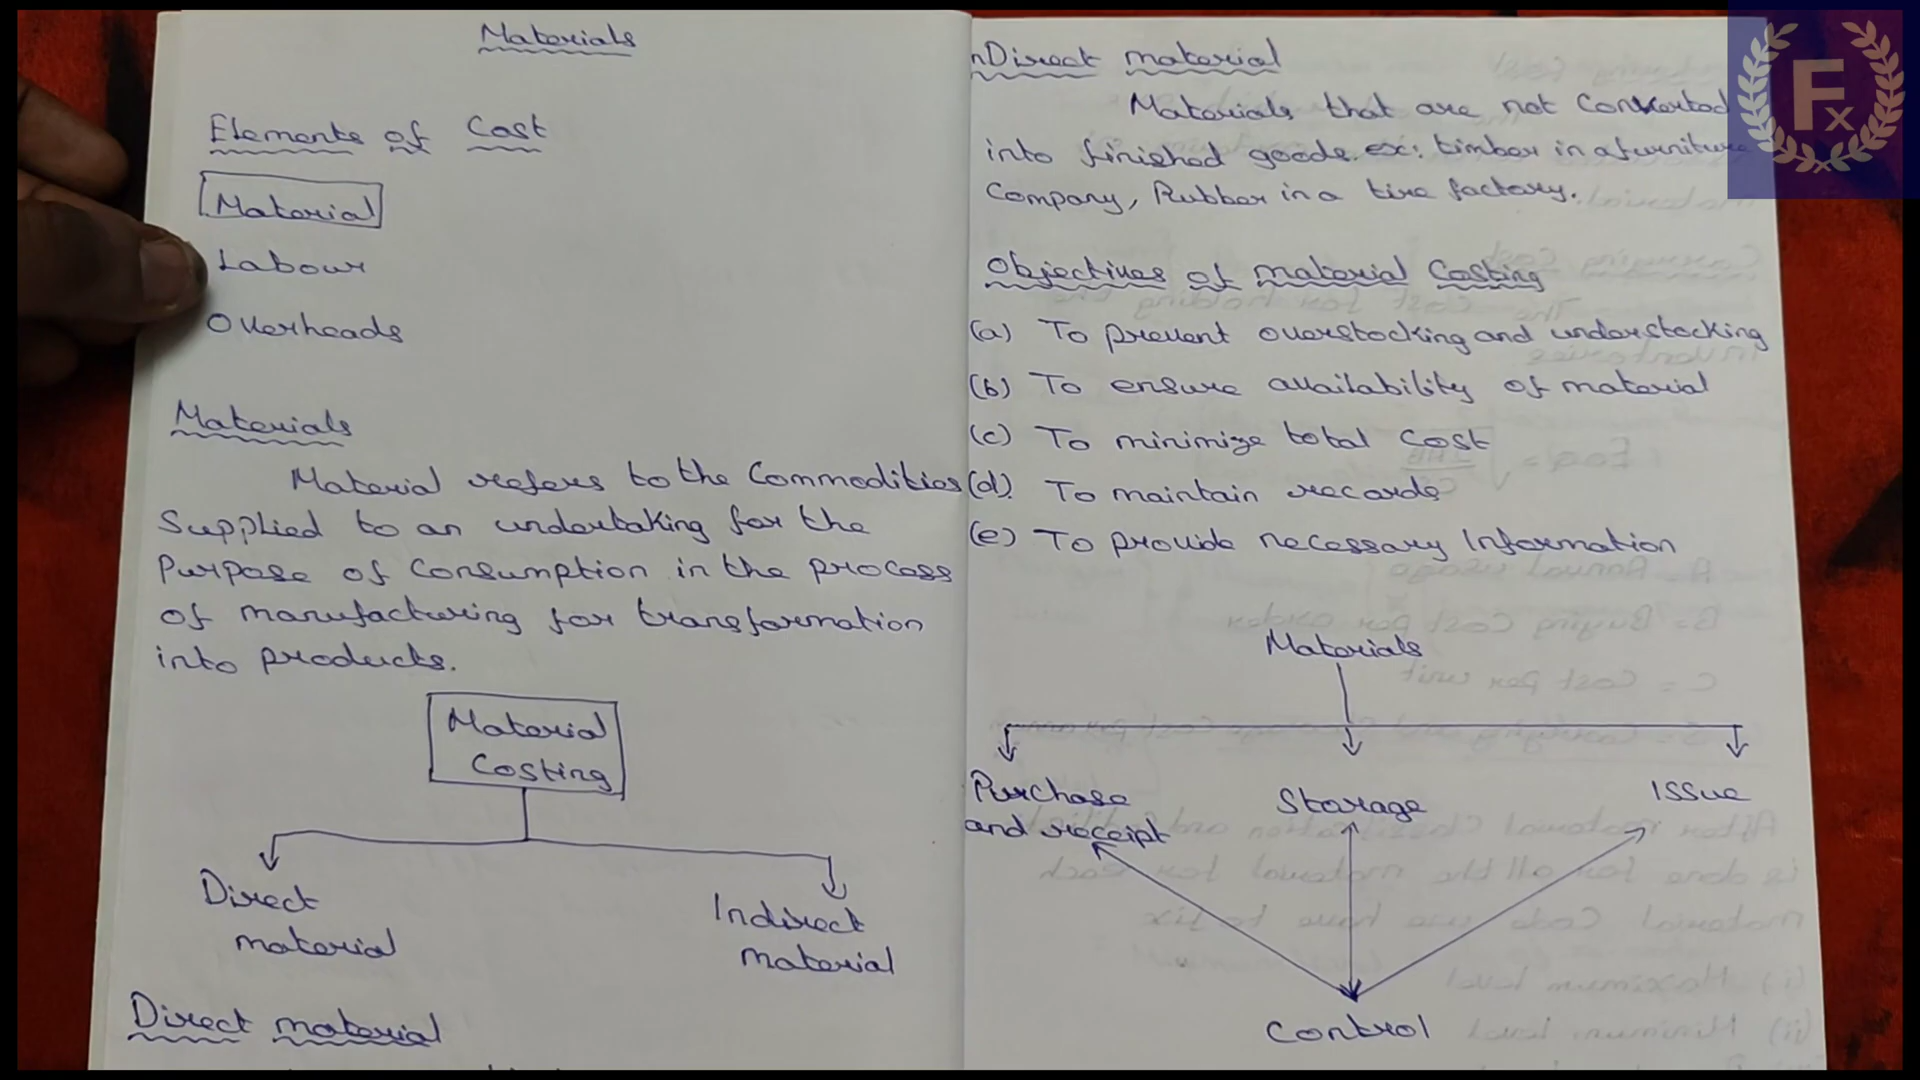 Materials
Elements of Cost
Material
Labour
Overheads
Materials
Material refers to the Commodities
Supplied to an undertaking for the
Purpose of Consumption in the process
of manufacturing for transformation
into products.
Material
Costing
Direct
material
Indirect
material
Direct material
nDirect material
Materials that are not Converted
into finished goods. ex: timber in a furniture
Company, Rubber in a tire factory.
Objectives of material Costing
(a) To prevent overstocking and understocking
(b) To ensure availability of material
(c) To minimize total Cost
(d) To maintain records
(e) To provide necessary Information
Materials
Purchase
and receipt
Storage
Issue
Control
Fx